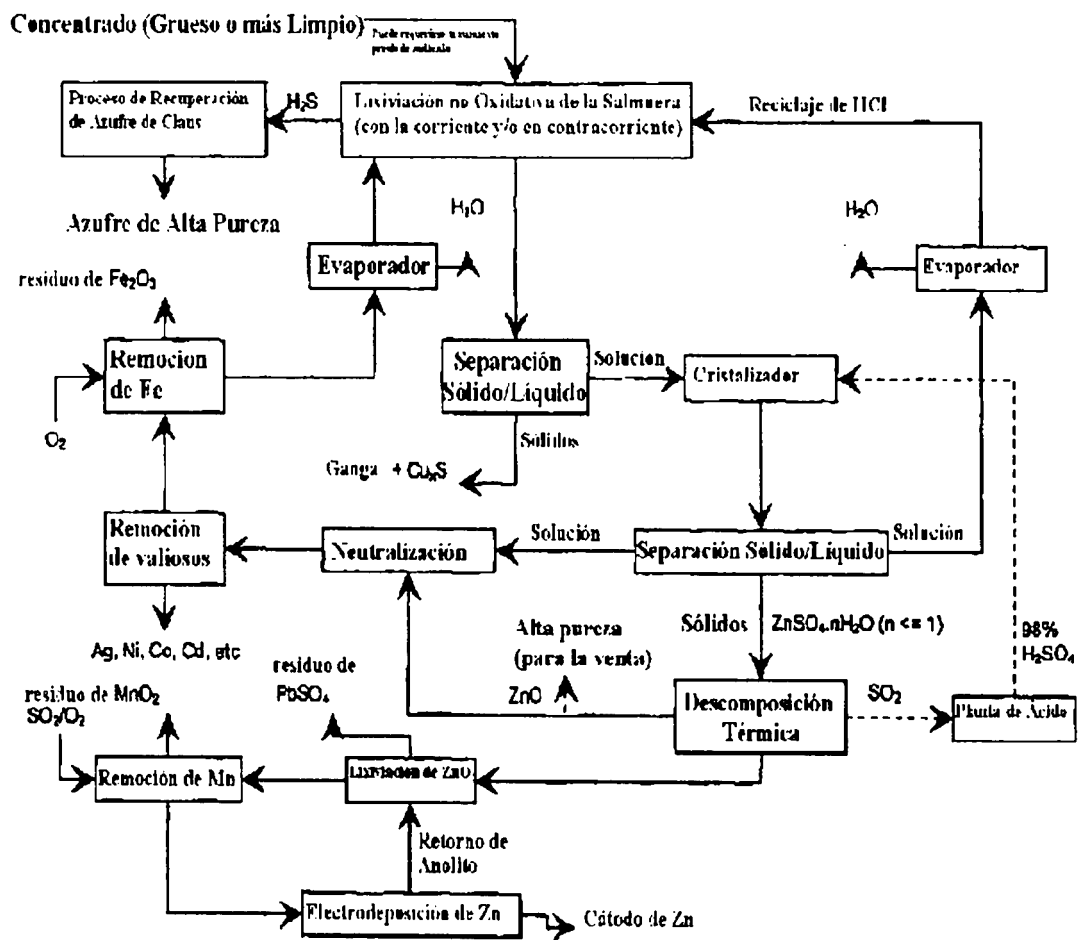 Concentrado (Grueso o más Limpio)
Proceso de Recuperación
de Azufre de Claus
H₂S
Lixiviación no Oxidativa de la Salmuera
(con la corriente y/o en contracorriente)
Reciclaje de HCl
Azufre de Alta Pureza
H₂O
H₂O
Evaporador
Evaporador
residuo de Fe₂O₃
Remocion
de Fe
O₂
Separación
Sólido/Líquido
Solución
Cristalizador
Sólidos
Ganga + CuₓS
Remoción
de valiosos
Neutralización
Solución
Separación Sólido/Líquido
Solución
Ag, Ni, Co, Cd, etc
Sólidos
ZnSO₄.nH₂O (n <= 1)
98%
H₂SO₄
Alta pureza
(para la venta)
ZnO
residuo de
PbSO₄
residuo de MnO₂
SO₂/O₂
Descomposición
Térmica
SO₂
Planta de Acido
Remoción de Mn
Lixiviación de ZnO
Retorno de
Anolito
Electrodeposición de Zn
Cátodo de Zn